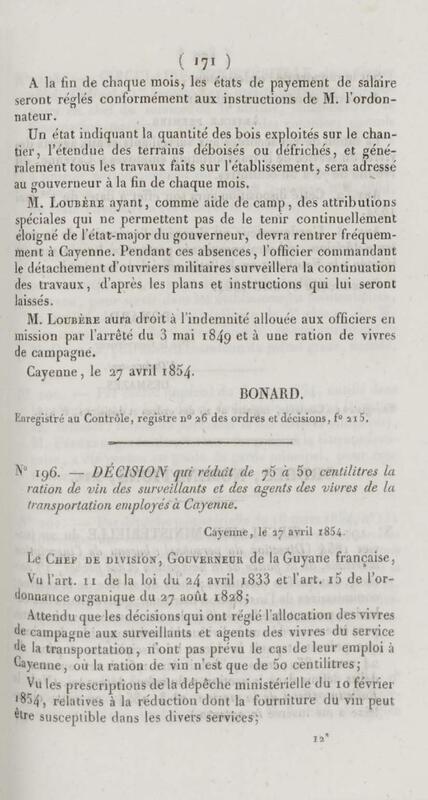 ( 171 )
A la fin de chaque mois, les états de payement de salaire
seront réglés conformément aux instructions de M. l'ordon-
nateur.
Un état indiquant la quantité des bois exploités sur le chan-
tier, l'étendue des terrains déboisés ou défrichés, et géné-
ralement tous les travaux faits sur l'établissement, sera adressé
au gouverneur à la fin de chaque mois.
M. LOUBÈRE ayant, comme aide de camp, des attributions
spéciales qui ne permettent pas de le tenir continuellement
éloigné de l'état-major du gouverneur, devra rentrer fréquem-
ment à Cayenne. Pendant ces absences, l'officier commandant
le détachement d'ouvriers militaires surveillera la continuation
des travaux, d'après les plans et instructions qui lui seront
laissés.
M. LOUBÈRE aura droit à l'indemnité allouée aux officiers en
mission par l'arrêté du 3 mai 1849 et à une ration de vivres
de campagne.
Cayenne, le 27 avril 1854.
BONARD.
Enregistré au Contrôle, registre n° 26 des ordres et décisions, f° 215.
N° 196. — DÉCISION qui réduit de 75 à 50 centilitres la
ration de vin des surveillants et des agents des vivres de la
transportation employés à Cayenne.
Cayenne, le 27 avril 1854.
LE CHEF DE DIVISION, GOUVERNEUR de la Guyane française,
Vu l'art. 11 de la loi du 24 avril 1833 et l'art. 15 de l'or-
donnance organique du 27 août 1828;
Attendu que les décisions qui ont réglé l'allocation des vivres
de campagne aux surveillants et agents des vivres du service
de la transportation, n'ont pas prévu le cas de leur emploi à
Cayenne, où la ration de vin n'est que de 50 centilitres;
Vu les prescriptions de la dépêche ministérielle du 10 février
1854, relatives à la réduction dont la fourniture du vin peut
être susceptible dans les divers services;
12*